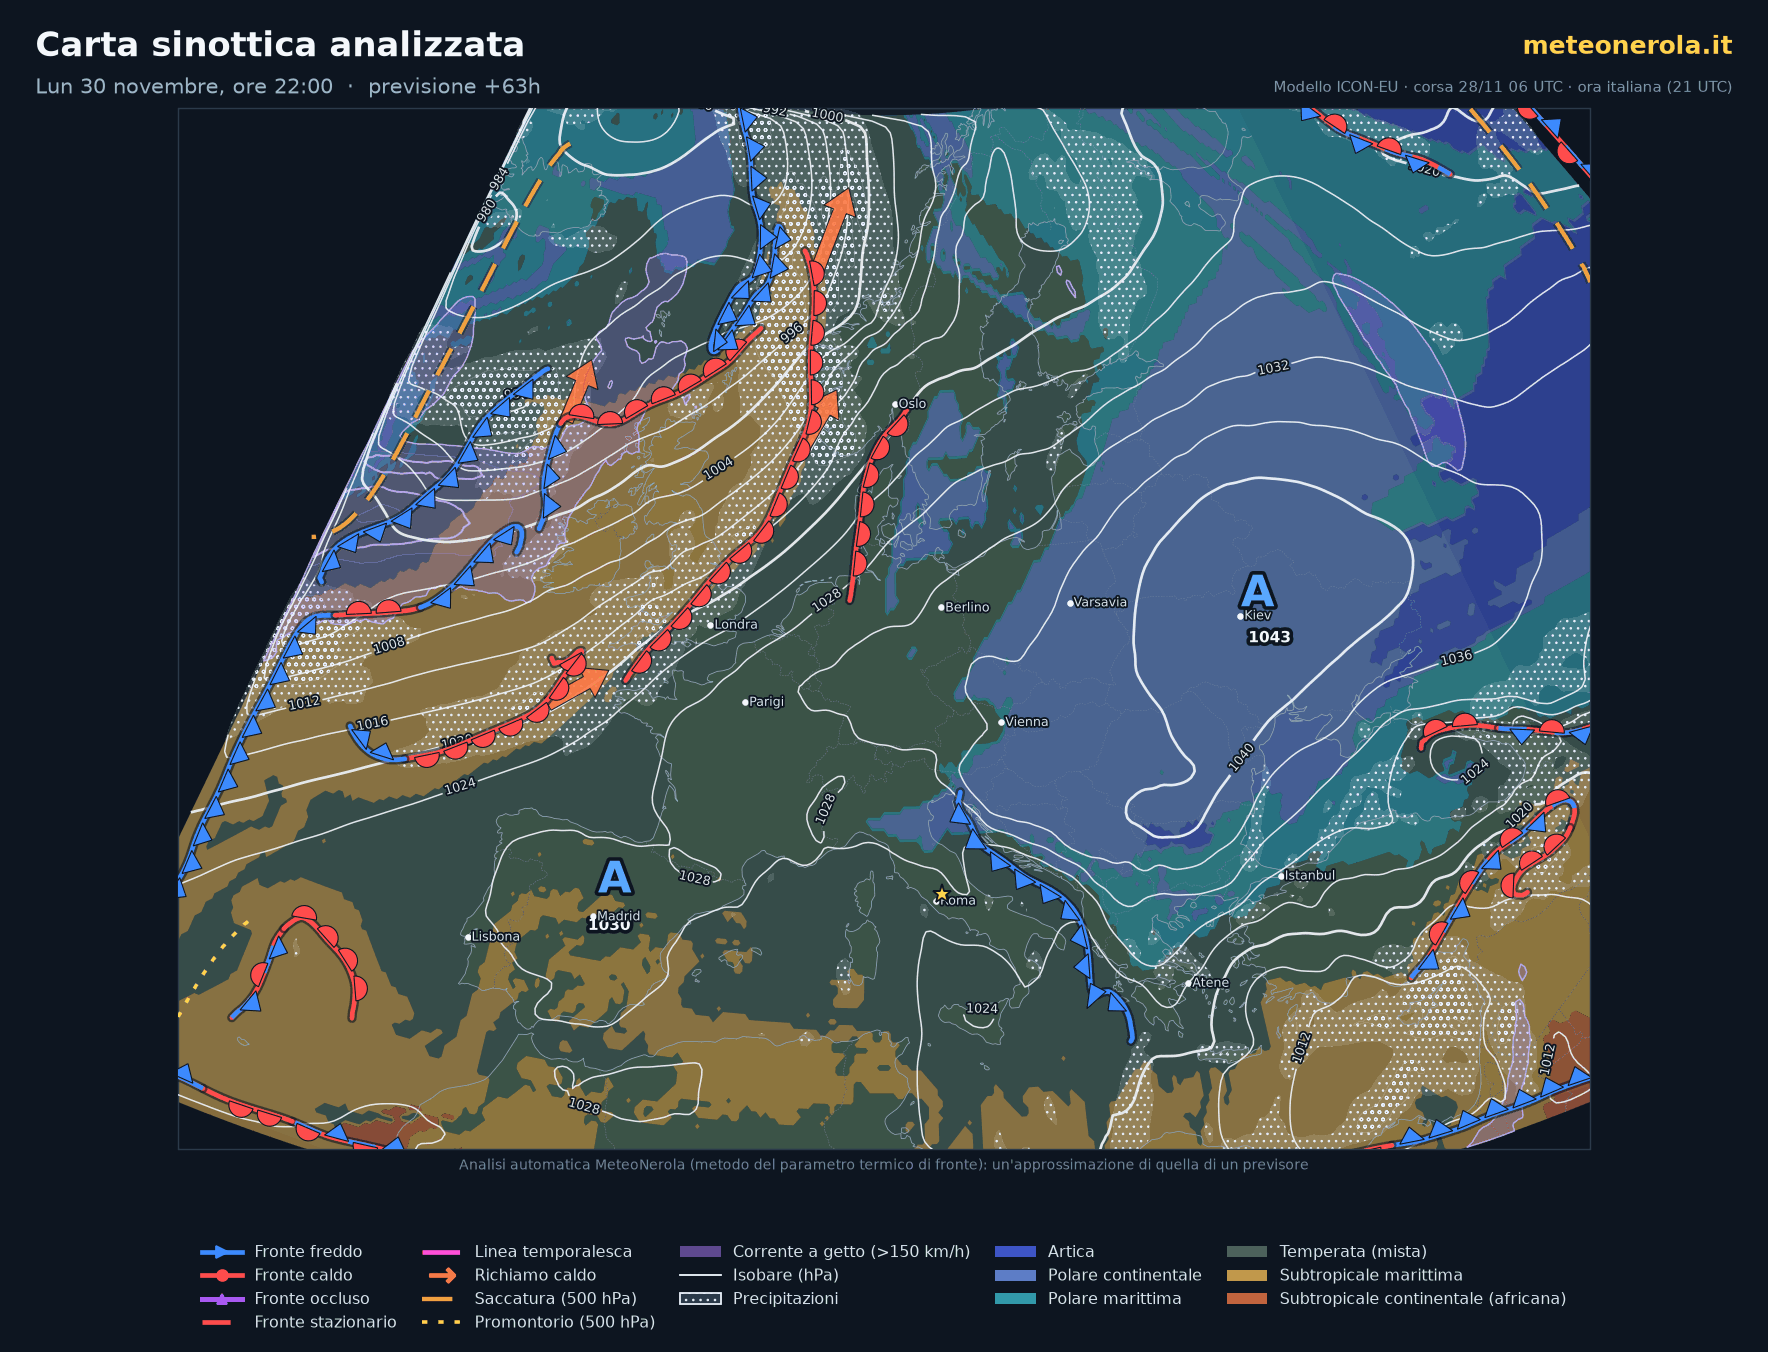 Carta sinottica analizzata
meteonerola.it
Lun 30 novembre, ore 22:00 · previsione +63h
Modello ICON-EU · corsa 28/11 06 UTC · ora italiana (21 UTC)
992
1000
984
980
1020
996
1032
Oslo
1004
1028
Berlino
Varsavia
A
Kiev
1043
Londra
1008
1036
1012
Parigi
Vienna
1016
1020
1024
1040
1024
1028
1020
A
1028
Istanbul
Madrid
1030
Roma
Lisbona
Atene
1024
1012
1012
1028
Analisi automatica MeteoNerola (metodo del parametro termico di fronte): un'approssimazione di quella di un previsore
Fronte freddo
Fronte caldo
Fronte occluso
Fronte stazionario
Linea temporalesca
Richiamo caldo
Saccatura (500 hPa)
Promontorio (500 hPa)
Corrente a getto (>150 km/h)
Isobare (hPa)
Precipitazioni
Artica
Polare continentale
Polare marittima
Temperata (mista)
Subtropicale marittima
Subtropicale continentale (africana)